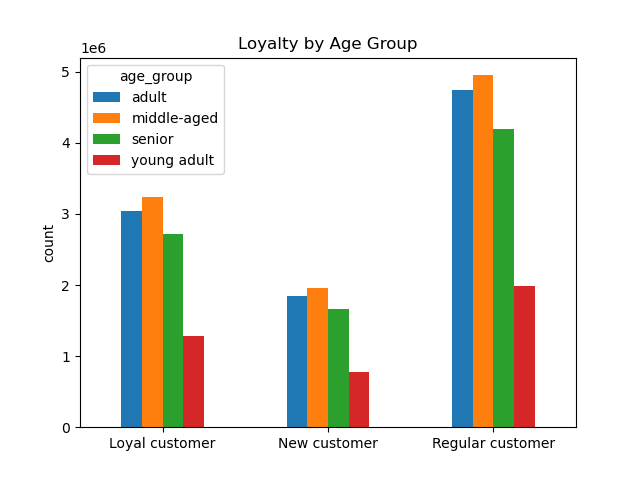 Loyalty by Age Group
1e6
5
4
3
2
1
0
count
age_group
adult
middle-aged
senior
young adult
Loyal customer
New customer
Regular customer